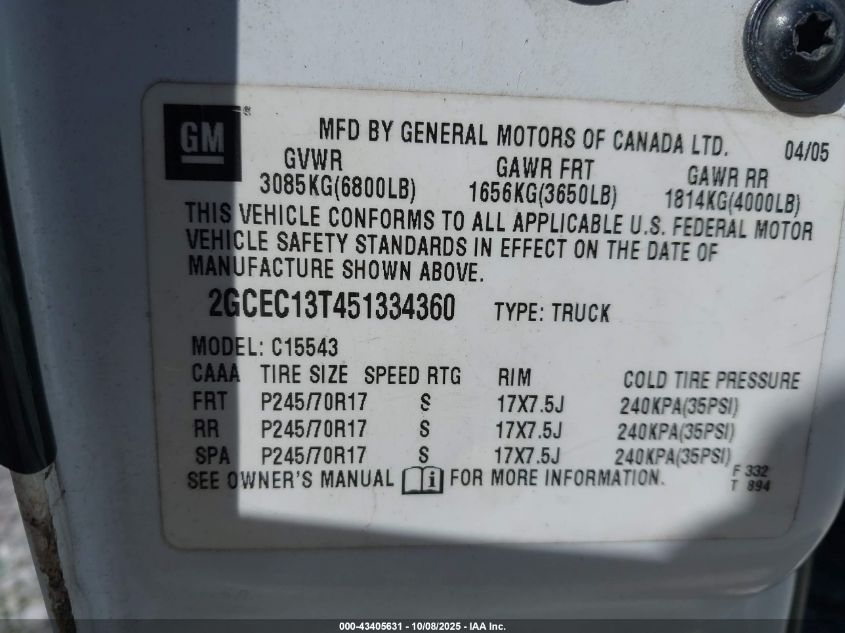 GM
MFD BY GENERAL MOTORS OF CANADA LTD. 04/05
GVWR GAWR FRT GAWR RR
3085KG(6800LB) 1656KG(3650LB) 1814KG(4000LB)
THIS VEHICLE CONFORMS TO ALL APPLICABLE U.S. FEDERAL MOTOR
VEHICLE SAFETY STANDARDS IN EFFECT ON THE DATE OF
MANUFACTURE SHOWN ABOVE.
2GCEC13T451334360 TYPE: TRUCK
MODEL: C15543
CAAA TIRE SIZE SPEED RTG RIM COLD TIRE PRESSURE
FRT P245/70R17 S 17X7.5J 240KPA(35PSI)
RR P245/70R17 S 17X7.5J 240KPA(35PSI)
SPA P245/70R17 S 17X7.5J 240KPA(35PSI)
SEE OWNER'S MANUAL i FOR MORE INFORMATION. F 332
T 894
000-43405631 - 10/08/2025 - IAA Inc.